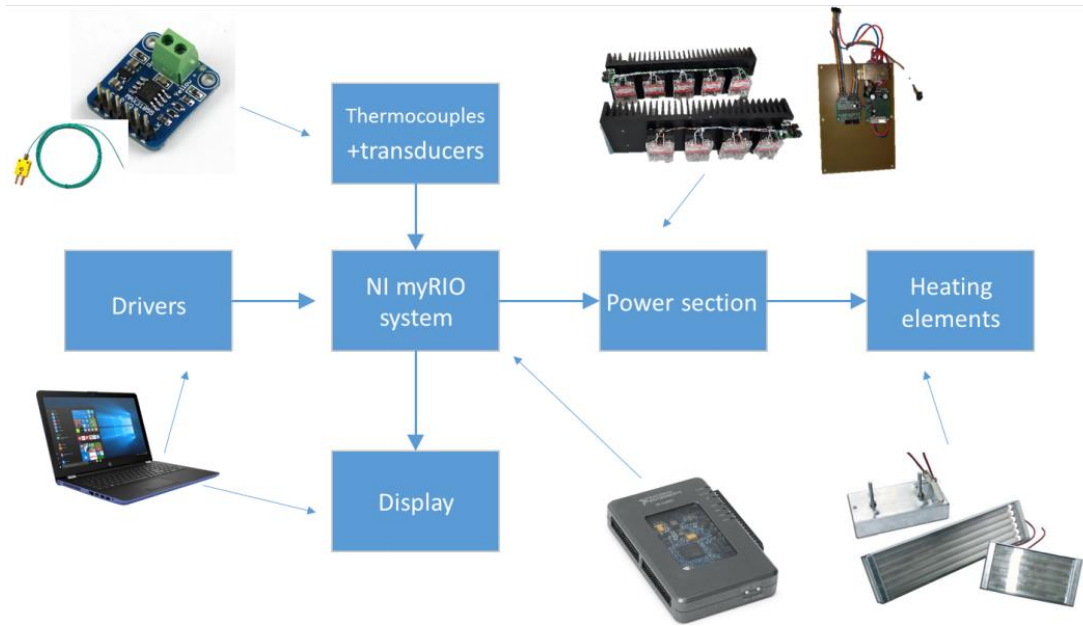 Thermocouples
+transducers
Drivers
NI myRIO
system
Power section
Heating
elements
Display